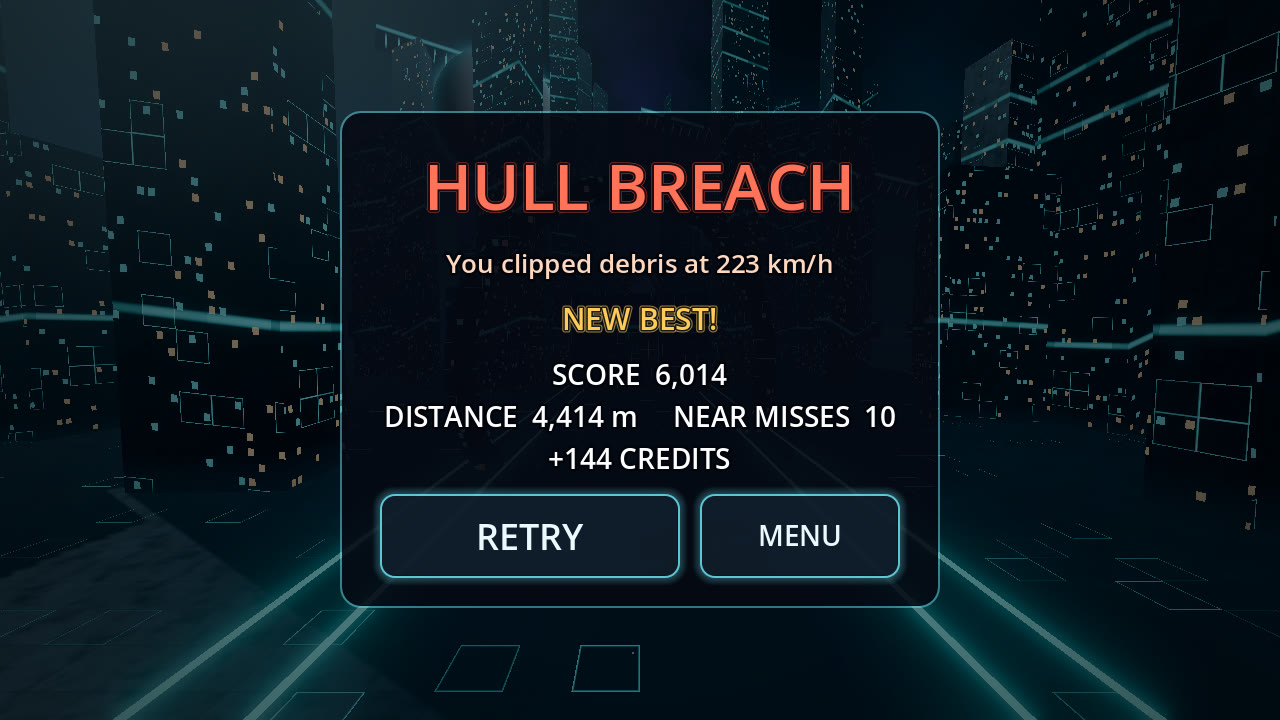 HULL BREACH
You clipped debris at 223 km/h
NEW BEST!
SCORE 6,014
DISTANCE 4,414 m NEAR MISSES 10
+144 CREDITS
RETRY MENU